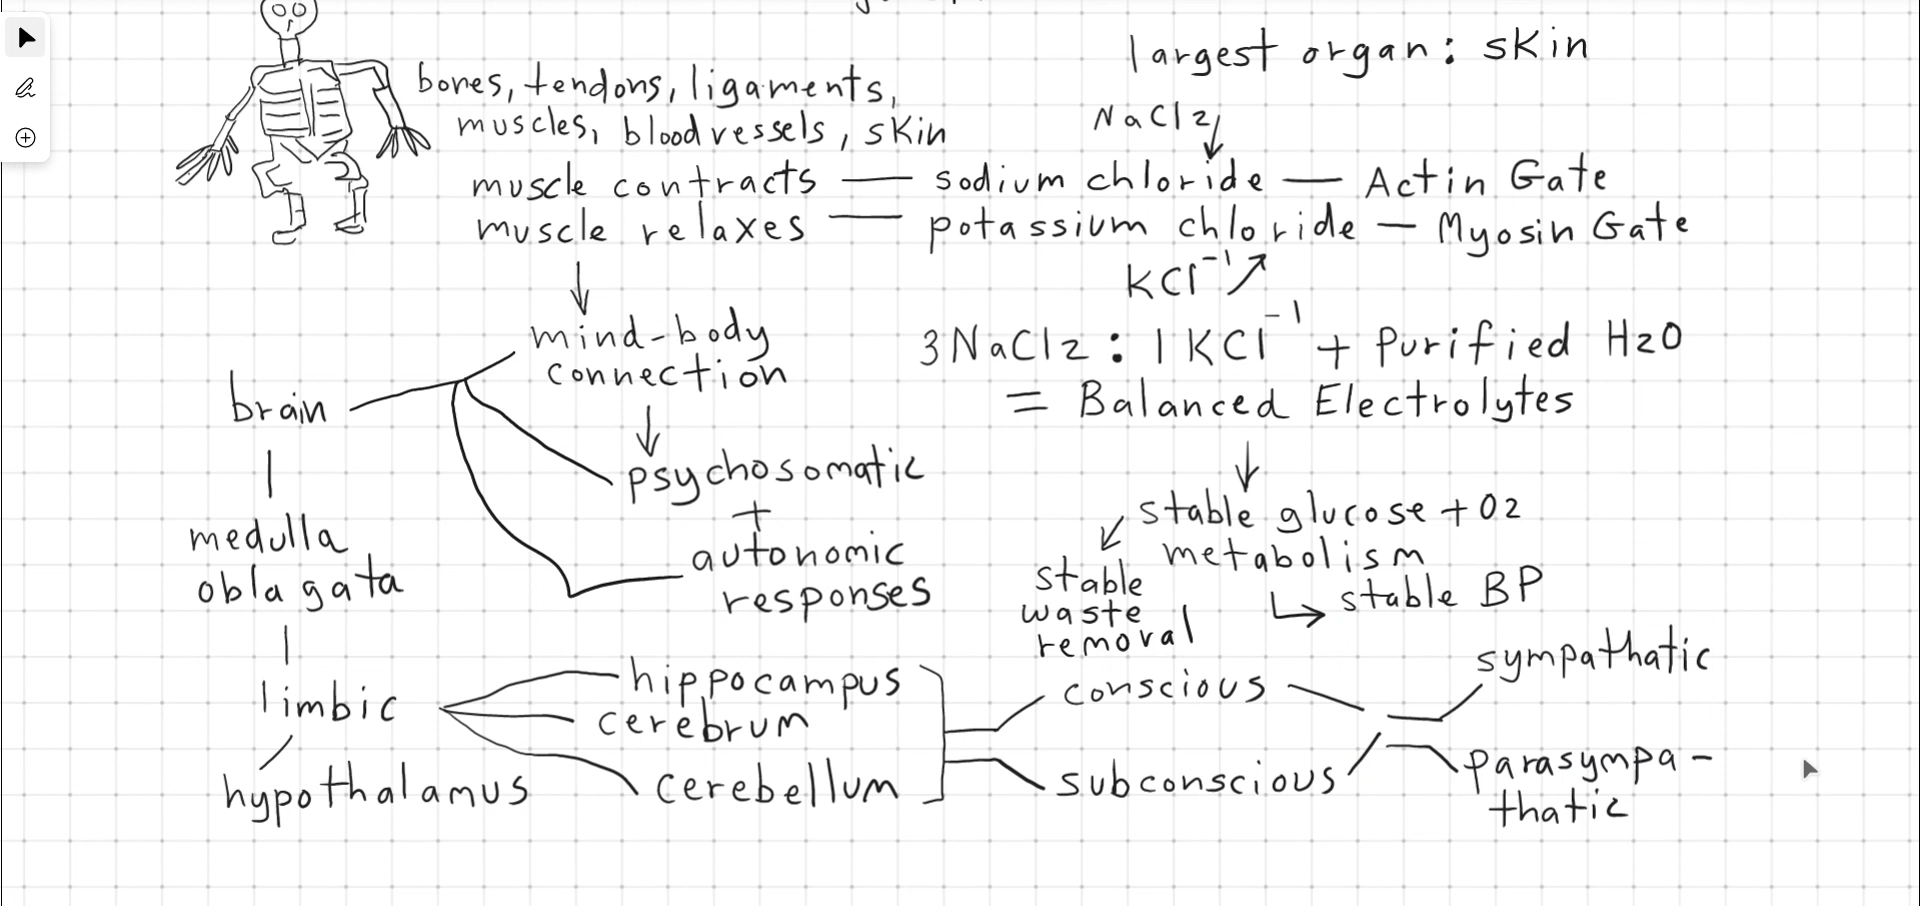 largest organ: skin
bones, tendons, ligaments,
muscles, blood vessels, skin
NaCl2
muscle contracts — sodium chloride — Actin Gate
muscle relaxes — potassium chloride — Myosin Gate
KCl-1
mind-body
connection
3NaCl2 : 1KCl-1 + Purified H2O
= Balanced Electrolytes
brain
psychosomatic
+
autonomic
responses
stable glucose + O2
metabolism
stable
waste
removal
stable BP
medulla
oblagata
limbic
hypothalamus
hippocampus
cerebrum
cerebellum
conscious
subconscious
sympathatic
parasympa-
thatic